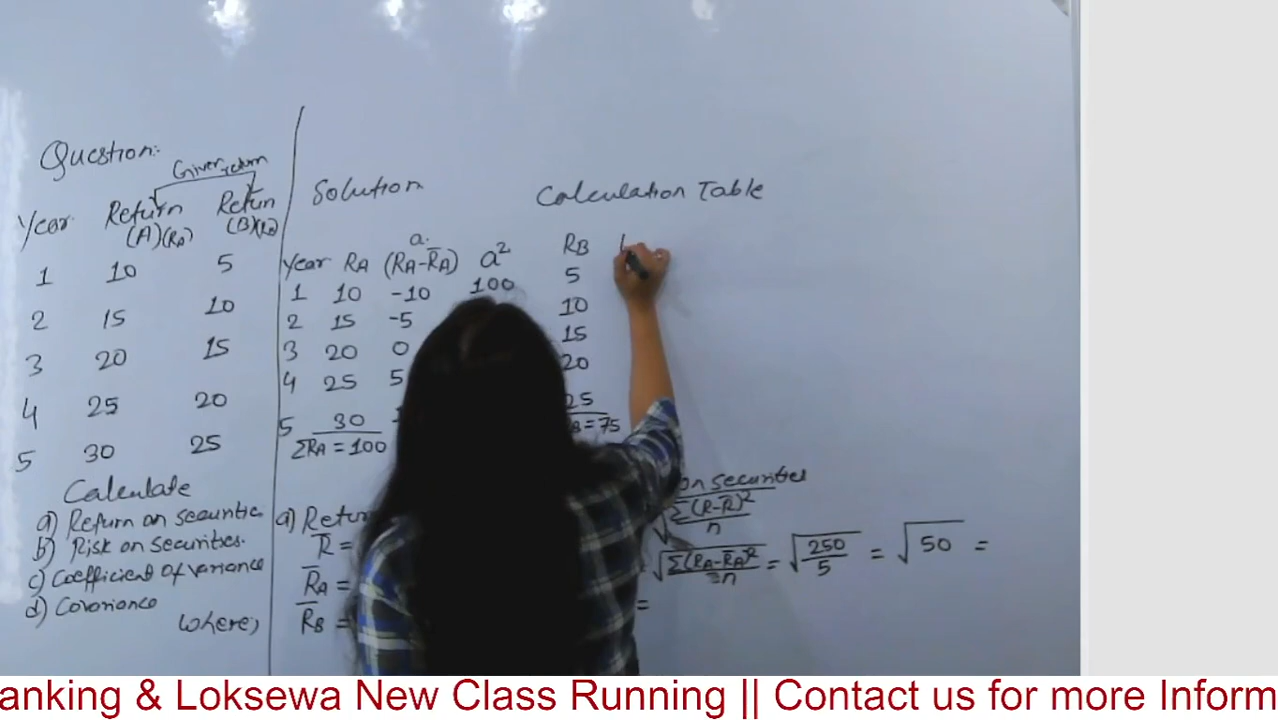 Question:-
Given return
Year Return Return
(A)(RA) (B)(RB)
1 10 5
2 15 10
3 20 15
4 25 20
5 30 25
Calculate
a) Return on securities
b) Risk on securities.
c) Coefficient of variance
d) Covariance
where,
Solution
Calculation Table
a.
Year RA (RA-R̄A) a² RB
1 10 -10 100 5
2 15 -5 10
3 20 0 15
4 25 5 20
5 30 25
ΣRA = 100 B = 75
a) Retur
R̄ =
R̄A =
R̄B =
on securities
√Σ(R-R̄)²/n
√Σ(RA-R̄A)²/n = √250/5 = √50 =
=
anking & Loksewa New Class Running || Contact us for more Inform